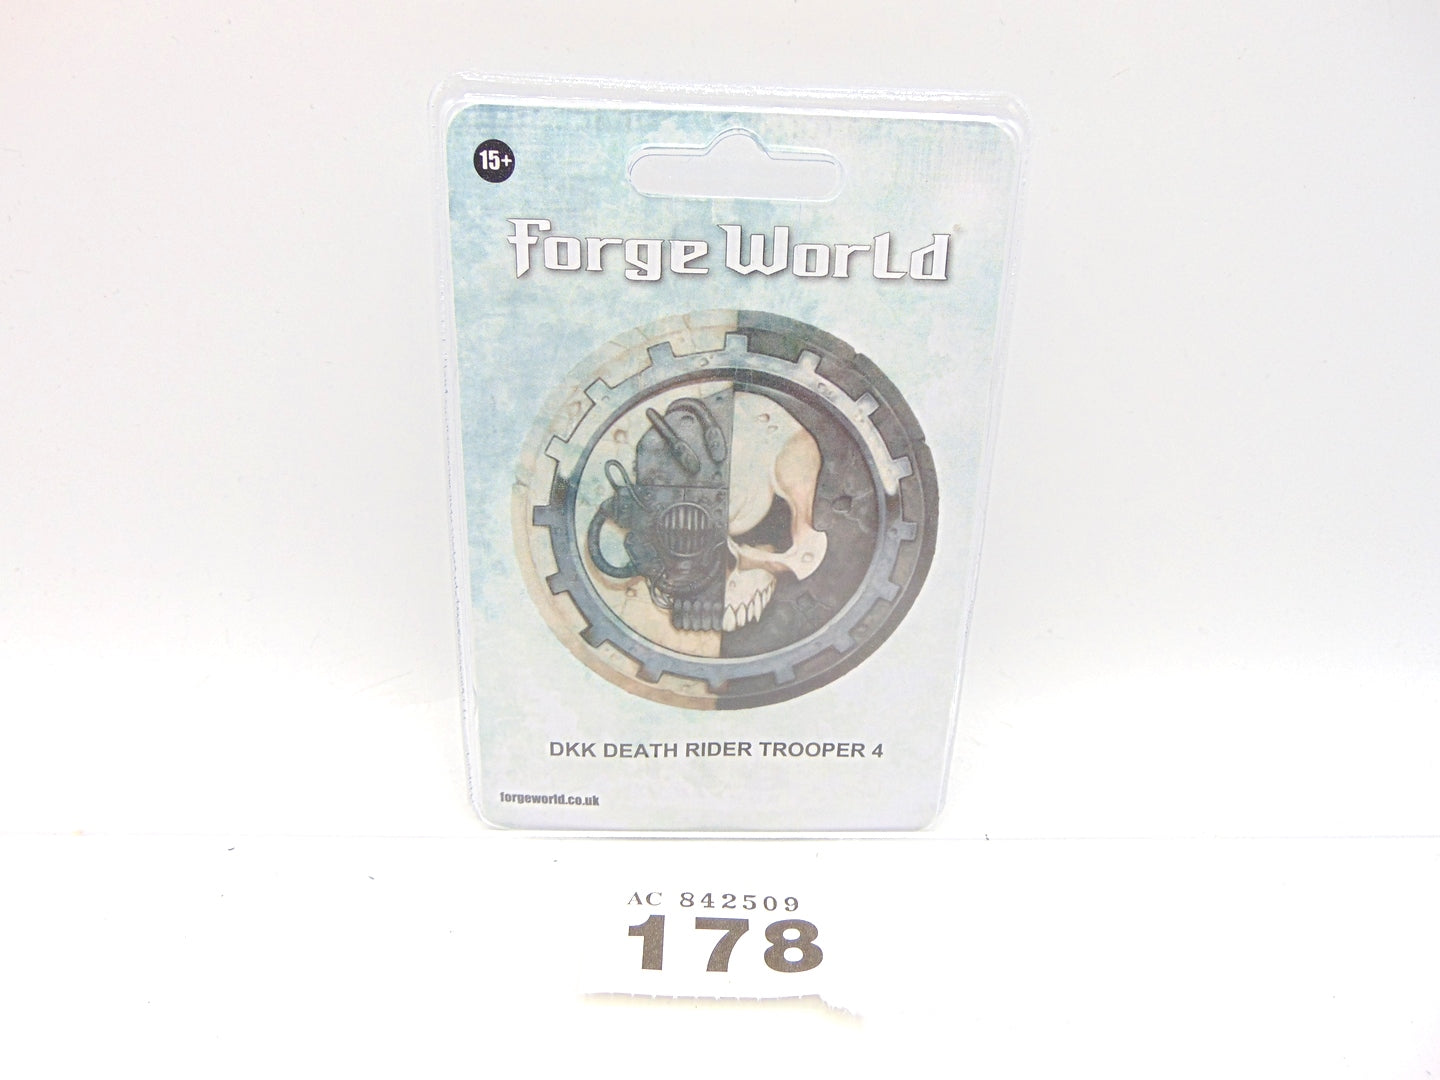 15+
Forge World
DKK DEATH RIDER TROOPER 4
forgeworld.co.uk
AC 842509
178